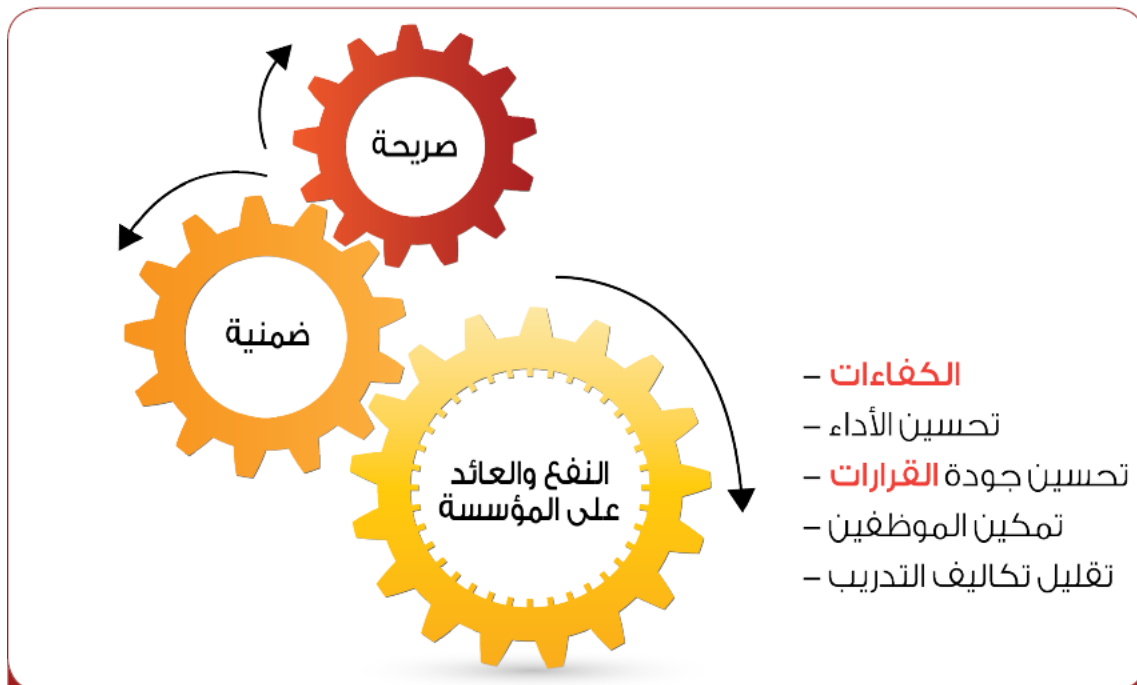 صريحة
ضمنية
النفع والعائد
على المؤسسة
الكفاءات –
تحسين الأداء –
تحسين جودة القرارات –
تمكين الموظفين –
تقليل تكاليف التدريب –